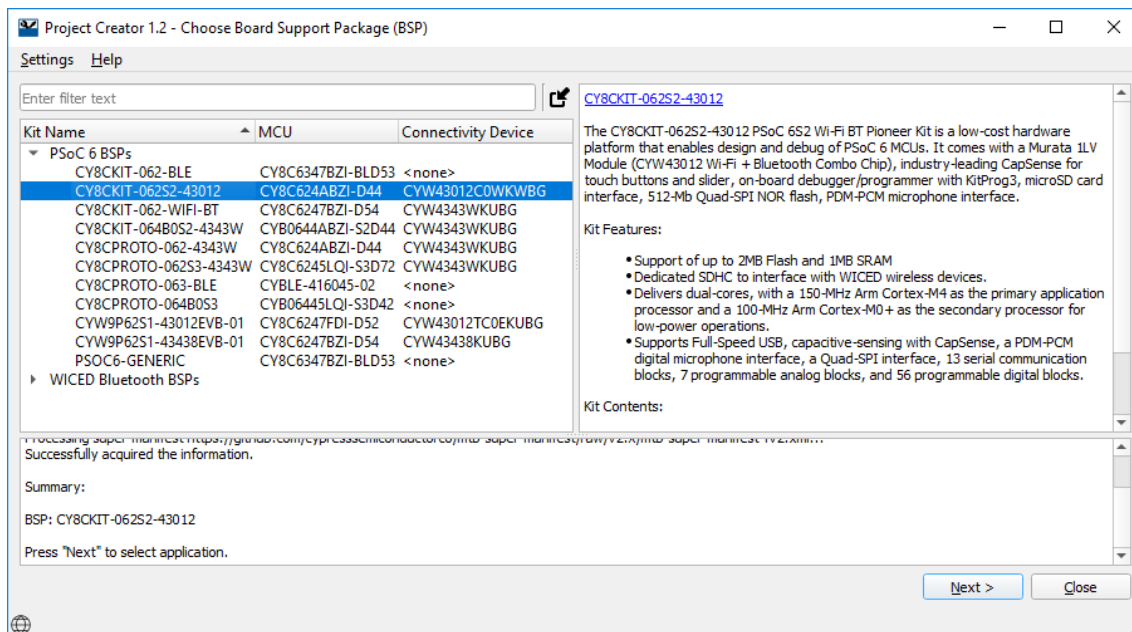 Project Creator 1.2 - Choose Board Support Package (BSP)
Settings Help
Enter filter text
Kit Name MCU Connectivity Device
PSoC 6 BSPs
CY8CKIT-062-BLE CY8C6347BZI-BLD53 <none>
CY8CKIT-062S2-43012 CY8C624ABZI-D44 CYW43012C0WKWBG
CY8CKIT-062-WIFI-BT CY8C6247BZI-D54 CYW4343WKUBG
CY8CKIT-064B0S2-4343W CYB0644ABZI-S2D44 CYW4343WKUBG
CY8CPROTO-062-4343W CY8C624ABZI-D44 CYW4343WKUBG
CY8CPROTO-062S3-4343W CY8C6245LQI-S3D72 CYW4343WKUBG
CY8CPROTO-063-BLE CYBLE-416045-02 <none>
CY8CPROTO-064B0S3 CYB06445LQI-S3D42 <none>
CYW9P62S1-43012EVB-01 CY8C6247FDI-D52 CYW43012TC0EKUBG
CYW9P62S1-43438EVB-01 CY8C6247BZI-D54 CYW43438KUBG
PSOC6-GENERIC CY8C6347BZI-BLD53 <none>
WICED Bluetooth BSPs
CY8CKIT-062S2-43012
The CY8CKIT-062S2-43012 PSoC 6S2 Wi-Fi BT Pioneer Kit is a low-cost hardware
platform that enables design and debug of PSoC 6 MCUs. It comes with a Murata 1LV
Module (CYW43012 Wi-Fi + Bluetooth Combo Chip), industry-leading CapSense for
touch buttons and slider, on-board debugger/programmer with KitProg3, microSD card
interface, 512-Mb Quad-SPI NOR flash, PDM-PCM microphone interface.
Kit Features:
•Support of up to 2MB Flash and 1MB SRAM
•Dedicated SDHC to interface with WICED wireless devices.
•Delivers dual-cores, with a 150-MHz Arm Cortex-M4 as the primary application
processor and a 100-MHz Arm Cortex-M0+ as the secondary processor for
low-power operations.
•Supports Full-Speed USB, capacitive-sensing with CapSense, a PDM-PCM
digital microphone interface, a Quad-SPI interface, 13 serial communication
blocks, 7 programmable analog blocks, and 56 programmable digital blocks.
Kit Contents:
Successfully acquired the information.
Summary:
BSP: CY8CKIT-062S2-43012
Press "Next" to select application.
Next > Close